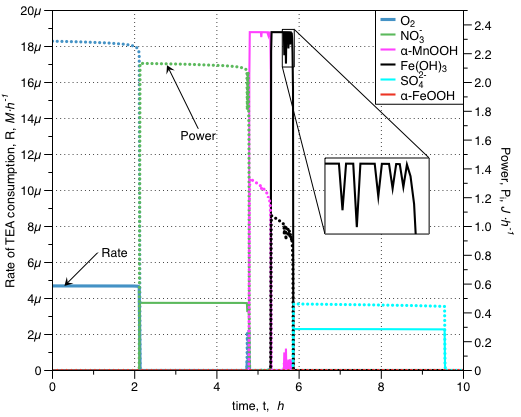 20µ
18µ
16µ
14µ
12µ
10µ
8µ
6µ
4µ
2µ
0
Rate of TEA consumption, R, M·h⁻¹
0
2
4
6
8
10
time, t, h
2.4
2.2
2.0
1.8
1.6
1.4
1.2
1.0
0.8
0.6
0.4
0.2
0
Power, P, J ·h⁻¹
O₂
NO₃⁻
α-MnOOH
Fe(OH)₃
SO₄²⁻
α-FeOOH
Power
Rate